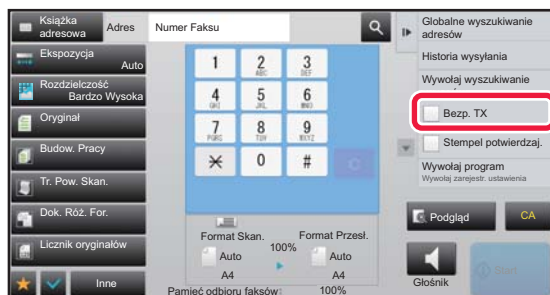 Książka
adresowa
Adres
Numer Faksu
Globalne wyszukiwanie
adresów
Ekspozycja
Auto
Historia wysyłania
Rozdzielczość
Bardzo Wysoka
Wywołaj wyszukiwanie
Oryginał
Bezp. TX
Budow. Pracy
Stempel potwierdzaj.
Tr. Pow. Skan.
Wywołaj program
Wywołaj zarejestr. ustawienia
Dok. Róż. For.
Licznik oryginałów
Inne
1
2
ABC
3
DEF
4
GHI
5
JKL
6
MNO
7
PQRS
8
TUV
9
WXYZ
0
#
Format Skan.
100%
Format Przesł.
Auto
A4
Auto
A4
Pamięć odbioru faksów:
100%
Podgląd
CA
Głośnik
Start